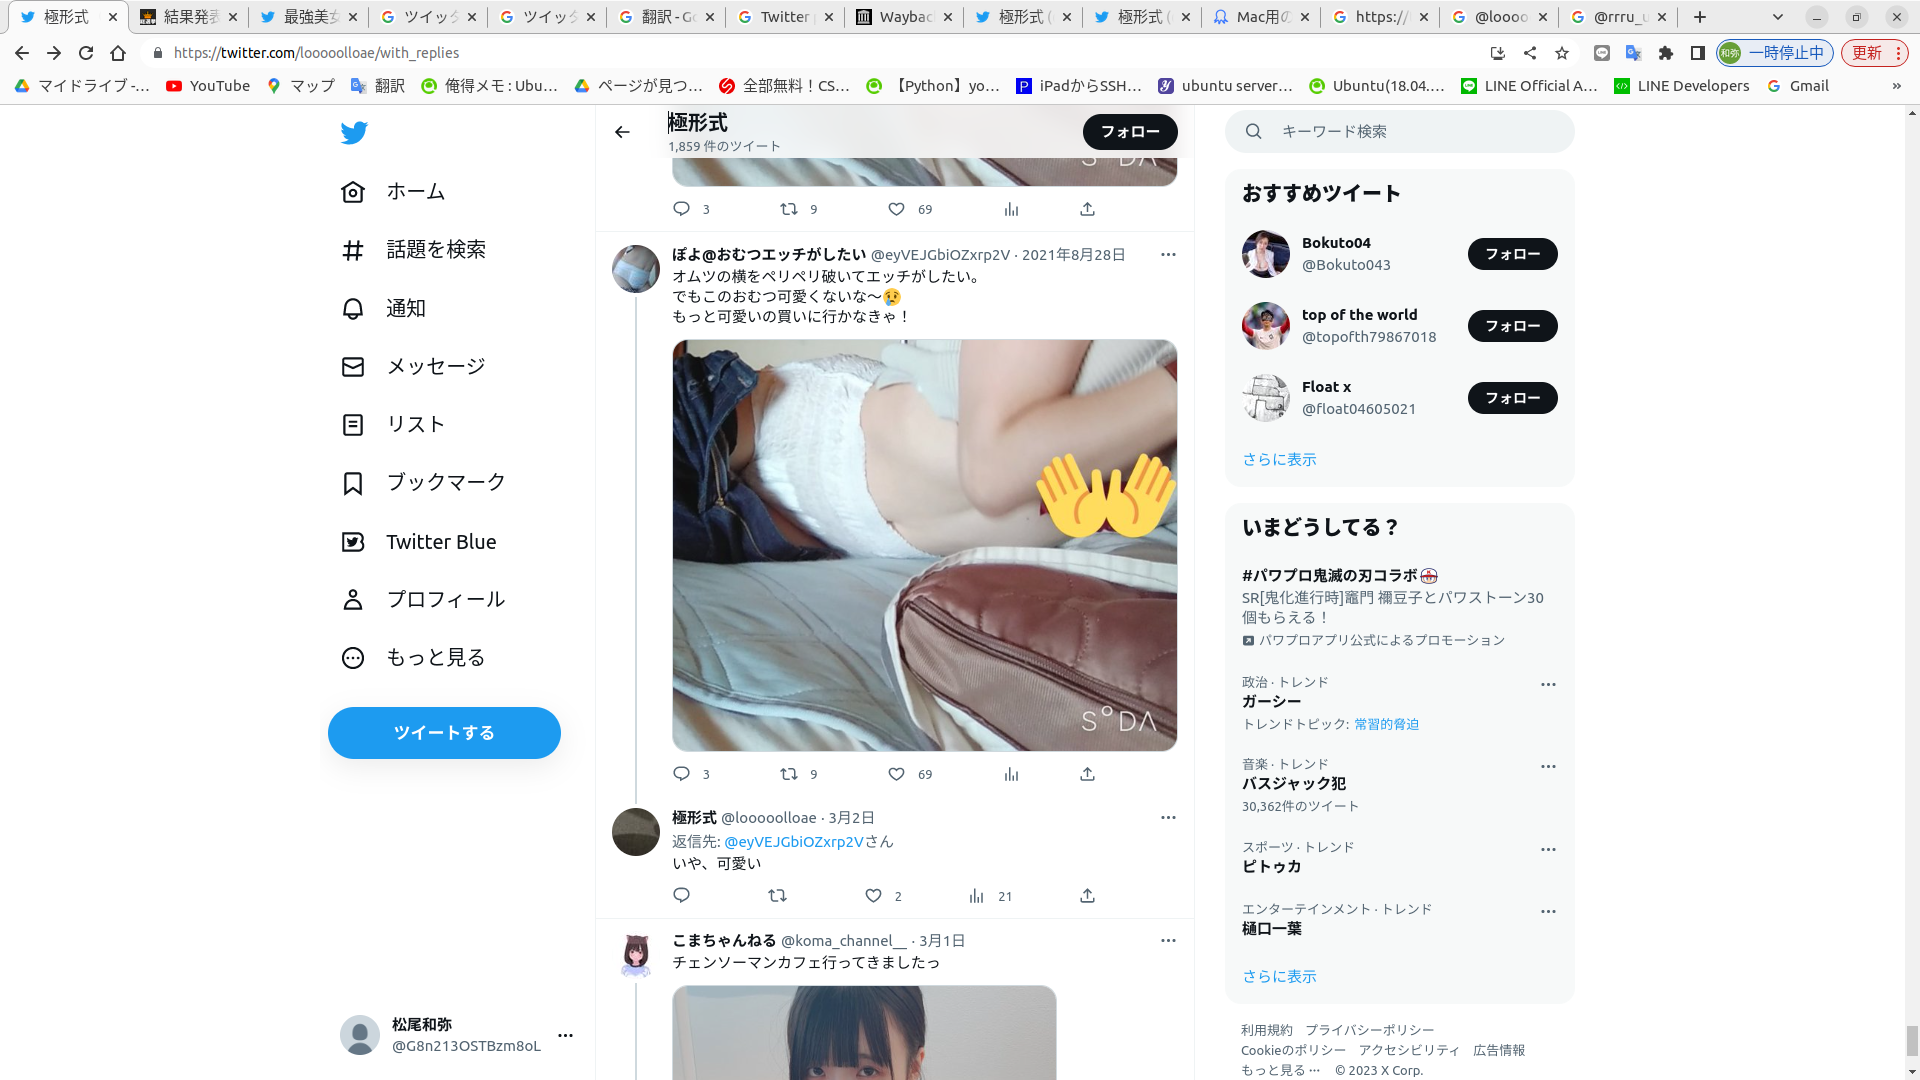 極形式
結果発表
最強美女
ツイッタ
ツイッタ
翻訳 - Go
Twitter
Wayba
極形式 (
極形式 (
Mac用の
https://
@loooo
@rrru_u
https://twitter.com/looooolloae/with_replies
和弥
一時停止中
更新
マイドライブ -...
YouTube
マップ
翻訳
俺得メモ : Ubu...
ページが見つ...
全部無料！CS...
【Python】yo...
iPadからSSH...
ubuntu server...
Ubuntu(18.04....
LINE Official A...
LINE Developers
Gmail
»
ホーム
話題を検索
通知
メッセージ
リスト
ブックマーク
Twitter Blue
プロフィール
もっと見る
ツイートする
松尾和弥
@G8n213OSTBzm8oL
極形式
1,859 件のツイート
フォロー
3
9
69
ぽよ@おむつエッチがしたい @eyVEJGbiOZxrp2V · 2021年8月28日
オムツの横をペリペリ破いてエッチがしたい。
でもこのおむつ可愛くないな〜😢
もっと可愛いの買いに行かなきゃ！
SODA
3
9
69
極形式 @looooolloae · 3月2日
返信先: @eyVEJGbiOZxrp2Vさん
いや、可愛い
2
21
こまちゃんねる @koma_channel__ · 3月1日
チェンソーマンカフェ行ってきましたっ
キーワード検索
おすすめツイート
Bokuto04
@Bokuto043
フォロー
top of the world
@topofth79867018
フォロー
Float x
@float04605021
フォロー
さらに表示
いまどうしてる？
#パワプロ鬼滅の刃コラボ
SR[鬼化進行時]竈門 禰豆子とパワストーン30
個もらえる！
パワプロアプリ公式によるプロモーション
政治 · トレンド
ガーシー
トレンドトピック: 常習的脅迫
音楽 · トレンド
バスジャック犯
30,362件のツイート
スポーツ · トレンド
ピトゥカ
エンターテインメント · トレンド
樋口一葉
さらに表示
利用規約 プライバシーポリシー
Cookieのポリシー アクセシビリティ 広告情報
もっと見る ··· © 2023 X Corp.